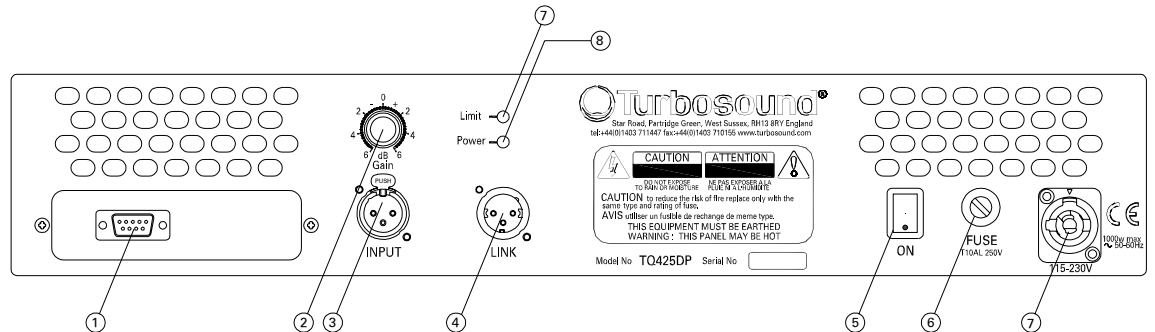 7
8
0
- +
2 2
4 4
6 dB 6
Gain
PUSH
INPUT
Limit
Power
LINK
Turbosound®
Star Road, Partridge Green, West Sussex, RH13 8RY England
tel:+44(0)1403 711447 fax:+44(0)1403 710155 www.turbosound.com
CAUTION ATTENTION
DO NOT EXPOSE TO RAIN OR MOISTURE
NE PAS EXPOSER A LA PLUIE NI A L'HUMIDITE
CAUTION to reduce the risk of fire replace only with the
same type and rating of fuse.
AVIS utiliser un fusible de rechange de meme type.
THIS EQUIPMENT MUST BE EARTHED
WARNING : THIS PANEL MAY BE HOT
Model No TQ425DP Serial No
ON
FUSE
T10AL 250V
115-230V
CE
1000w max
~ 50-60Hz
1
2
3
4
5
6
7